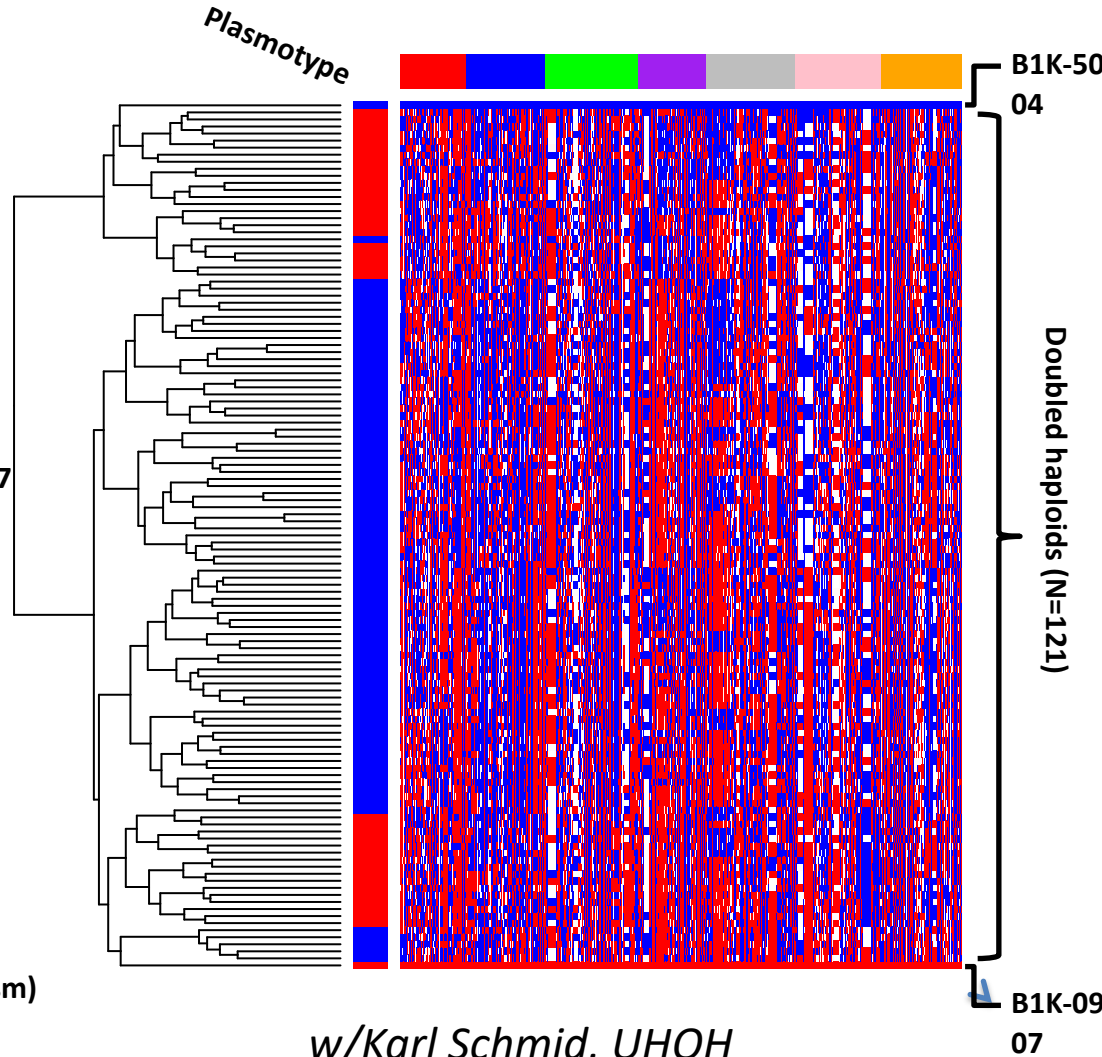 Plasmotype
B1K-50
04
7
Doubled haploids (N=121)
m)
B1K-09
07
w/Karl Schmid, UHOH